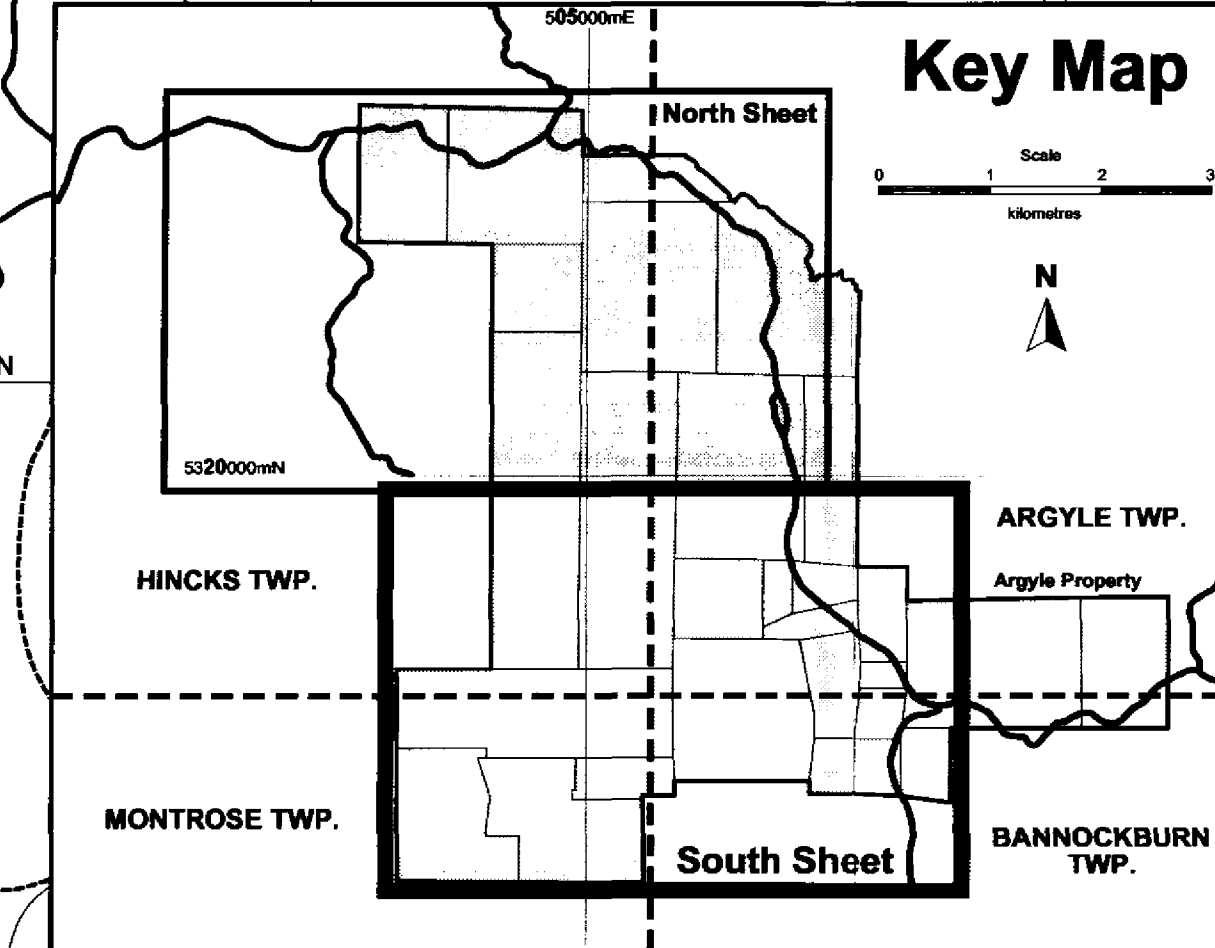 505000mE
Key Map
North Sheet
Scale
0 1 2 3
kilometres
N
N
5320000mN
ARGYLE TWP.
HINCKS TWP.
Argyle Property
MONTROSE TWP.
BANNOCKBURN
TWP.
South Sheet